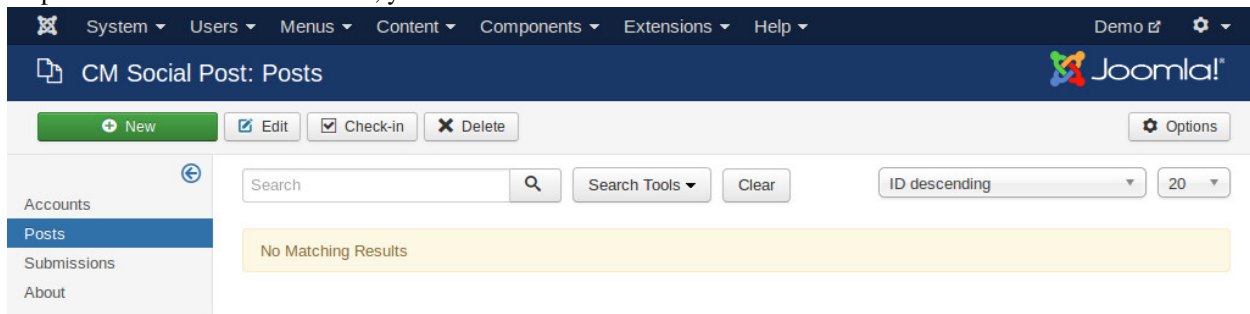 System Users Menus Content Components Extensions Help Demo
CM Social Post: Posts Joomla!
New Edit Check-in Delete Options
Search Search Tools Clear ID descending 20
Accounts
Posts
No Matching Results
Submissions
About